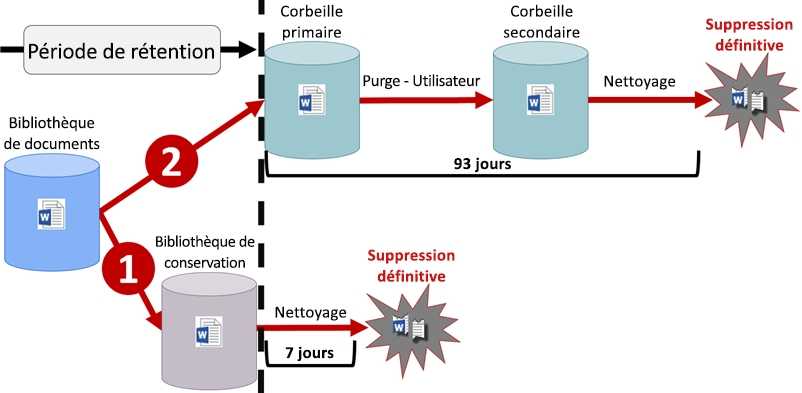 Période de rétention
Corbeille
primaire
Purge - Utilisateur
Corbeille
secondaire
Nettoyage
Suppression
définitive
W
W
W
93 jours
Bibliothèque
de documents
W
2
1
Bibliothèque de
conservation
W
Nettoyage
7 jours
Suppression
définitive
W